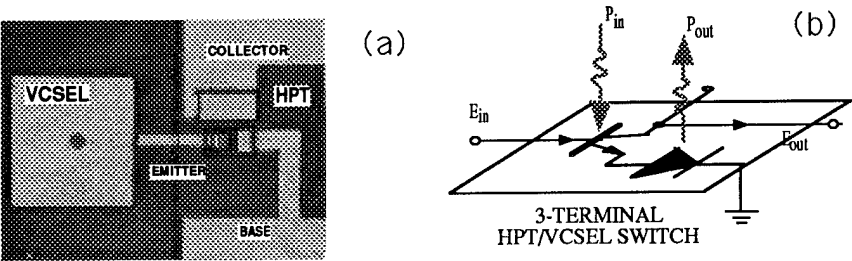 COLLECTOR
(a)
VCSEL
HPT
EMITTER
BASE
(b)
P_in
P_out
E_in
E_out
3-TERMINAL
HPT/VCSEL SWITCH